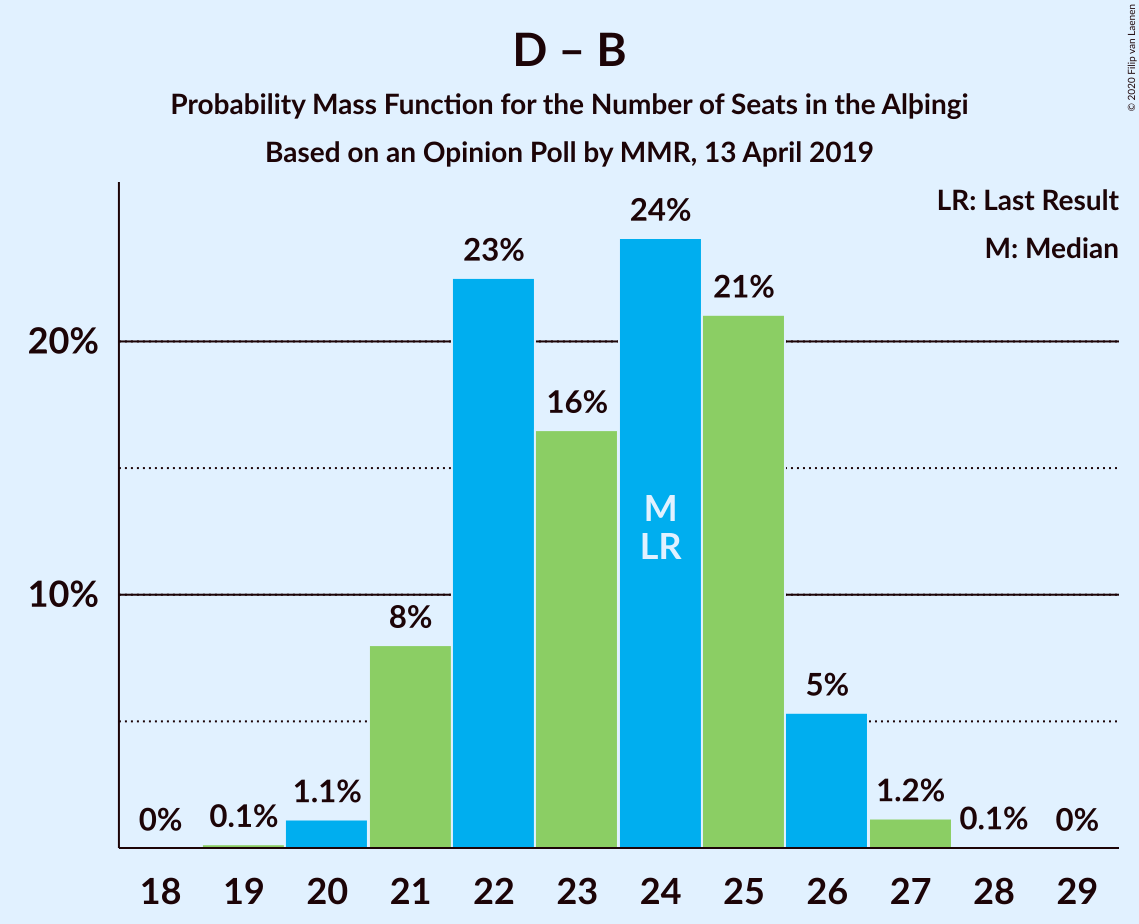 D – B
Probability Mass Function for the Number of Seats in the Alþingi
Based on an Opinion Poll by MMR, 13 April 2019
© 2020 Filip van Laenen
LR: Last Result
M: Median
24%
23%
21%
20%
16%
M
LR
10%
8%
5%
0%
0.1%
1.1%
1.2%
0.1%
0%
18 19 20 21 22 23 24 25 26 27 28 29